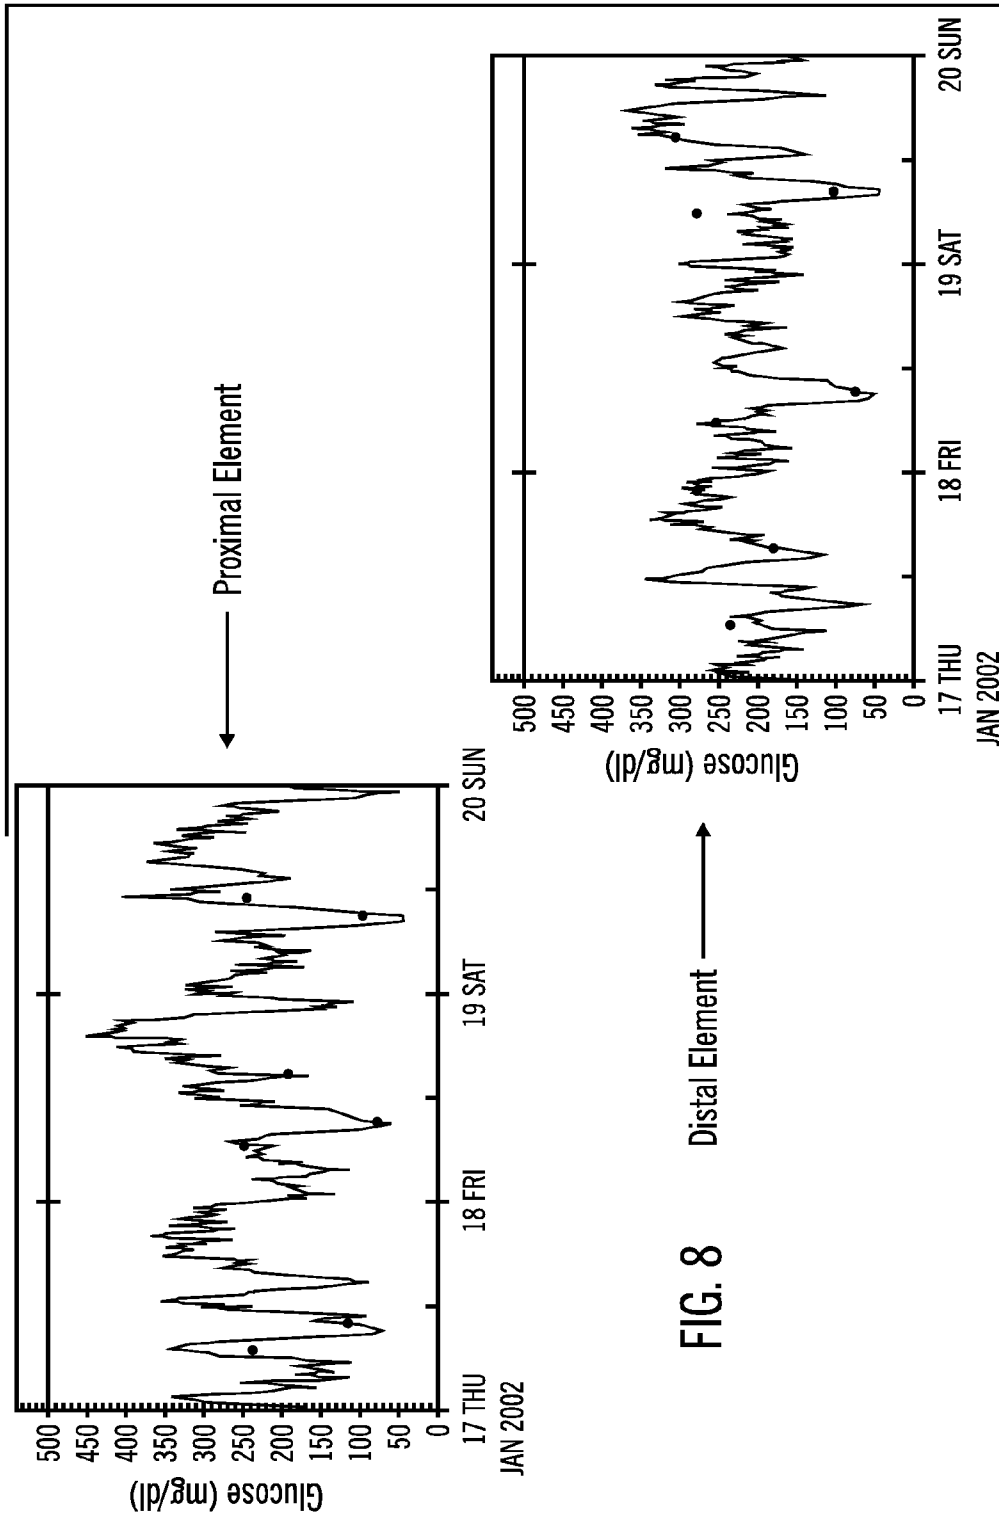 Glucose (mg/dl)
500
450
400
350
300
250
200
150
100
50
0
17 THU
18 FRI
19 SAT
20 SUN
JAN 2002
Proximal Element
Distal Element
Glucose (mg/dl)
500
450
400
350
300
250
200
150
100
50
0
17 THU
18 FRI
19 SAT
20 SUN
JAN 2002
FIG. 8